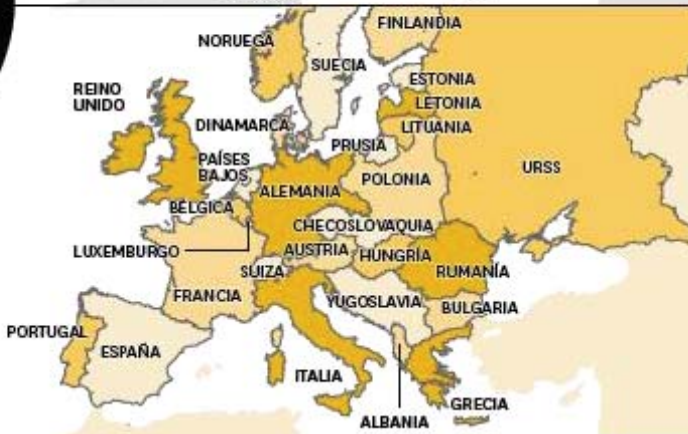 FINLANDIA
NORUEGA
SUECIA
ESTONIA
REINO
UNIDO
LETONIA
DINAMARCA
LITUANIA
PRUSIA
PAÍSES
BAJOS
URSS
POLONIA
ALEMANIA
BÉLGICA
CHECOSLOVAQUIA
LUXEMBURGO
AUSTRIA
HUNGRÍA
SUIZA
RUMANÍA
FRANCIA
YUGOSLAVIA
BULGARIA
PORTUGAL
ESPAÑA
ITALIA
GRECIA
ALBANIA